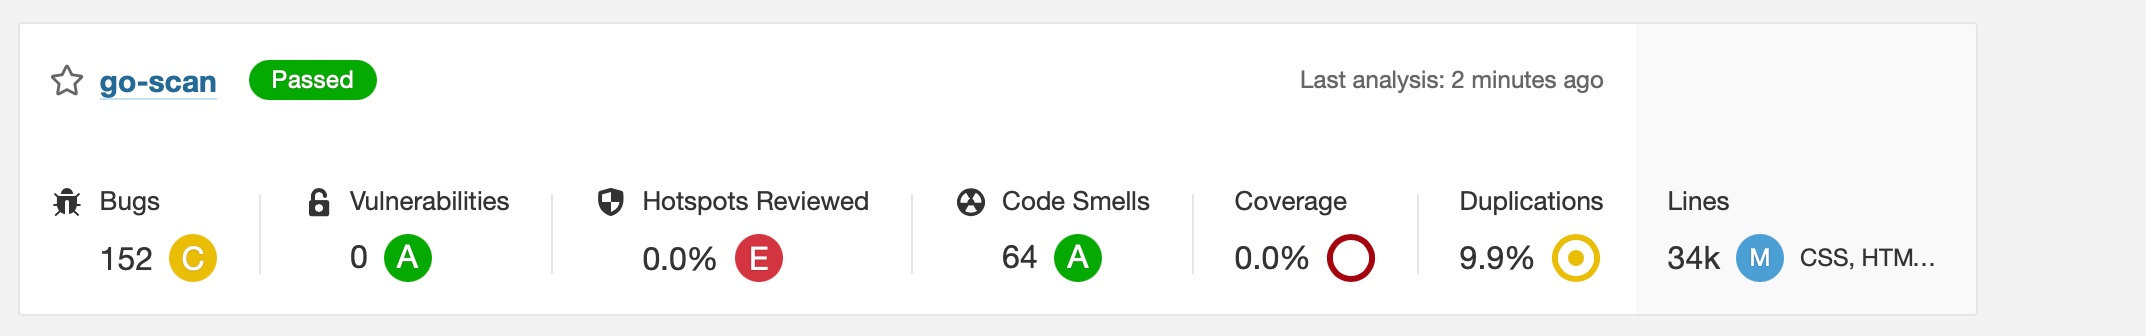 go-scan Passed Last analysis: 2 minutes ago
Bugs Vulnerabilities Hotspots Reviewed Code Smells Coverage Duplications Lines
152 C 0 A 0.0% E 64 A 0.0% 9.9% 34k M CSS, HTM...